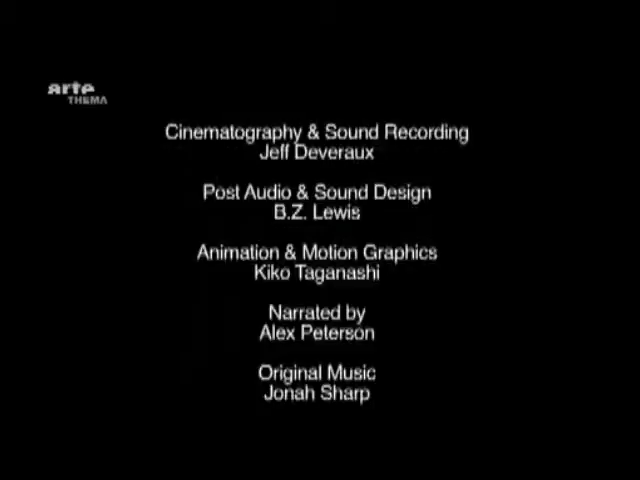 arte
THEMA
Cinematography & Sound Recording
Jeff Deveraux
Post Audio & Sound Design
B.Z. Lewis
Animation & Motion Graphics
Kiko Taganashi
Narrated by
Alex Peterson
Original Music
Jonah Sharp